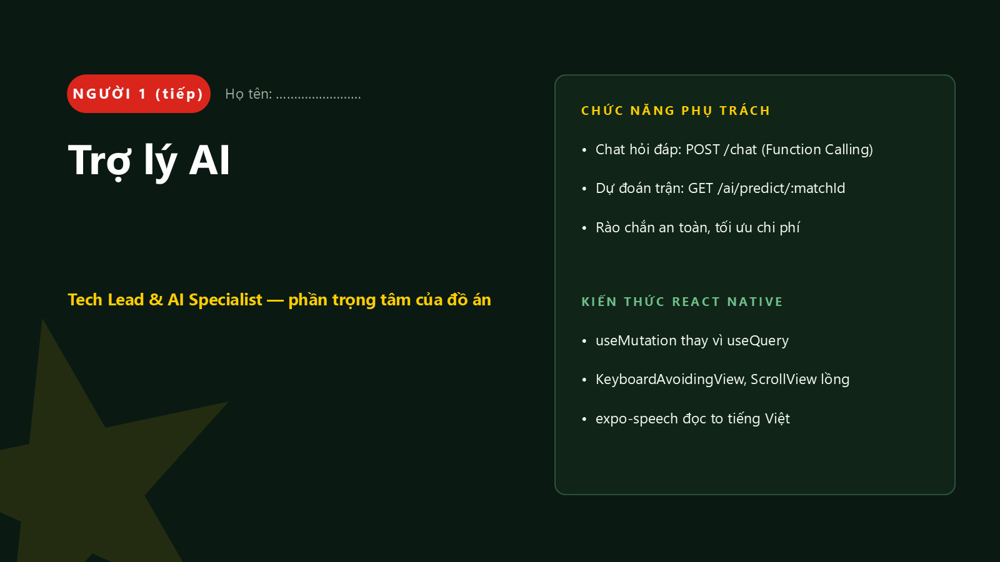 NGƯỜI 1 (tiếp)
Họ tên: ........................
Trợ lý AI
Tech Lead & AI Specialist — phần trọng tâm của đồ án
CHỨC NĂNG PHỤ TRÁCH
• Chat hỏi đáp: POST /chat (Function Calling)
• Dự đoán trận: GET /ai/predict/:matchId
• Rào chắn an toàn, tối ưu chi phí
KIẾN THỨC REACT NATIVE
• useMutation thay vì useQuery
• KeyboardAvoidingView, ScrollView lồng
• expo-speech đọc to tiếng Việt